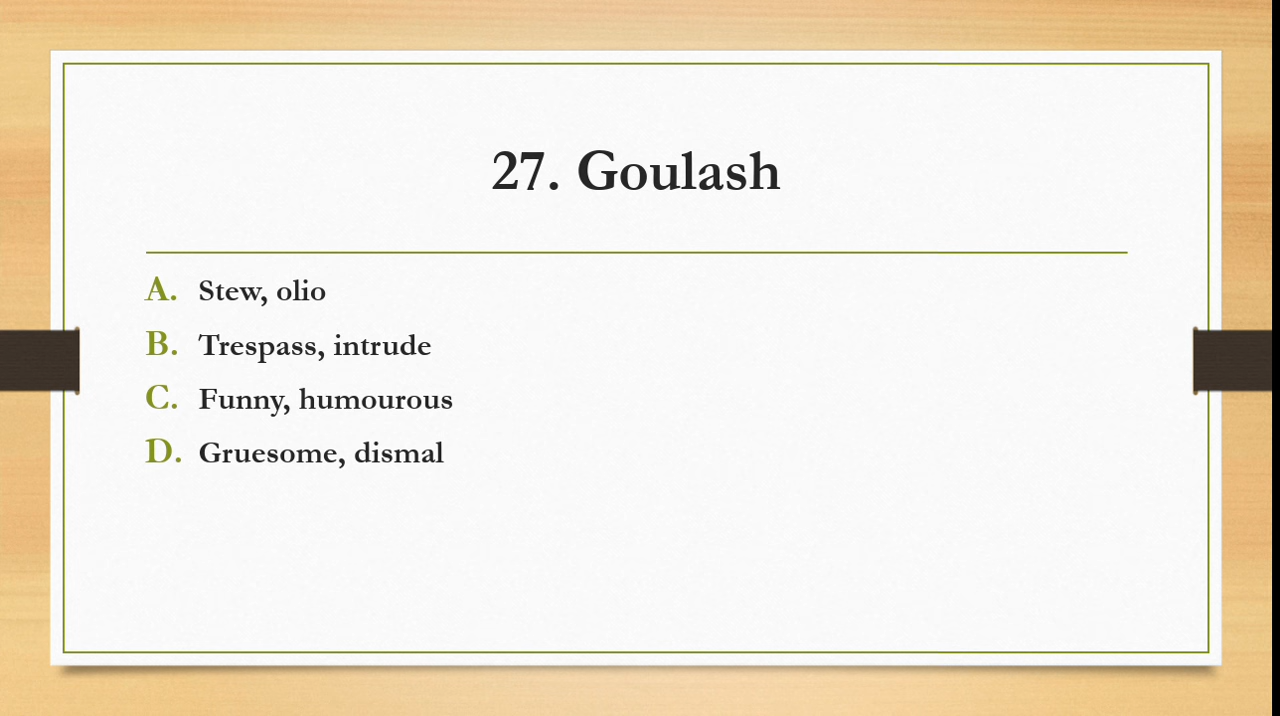 27. Goulash
A. Stew, olio
B. Trespass, intrude
C. Funny, humourous
D. Gruesome, dismal